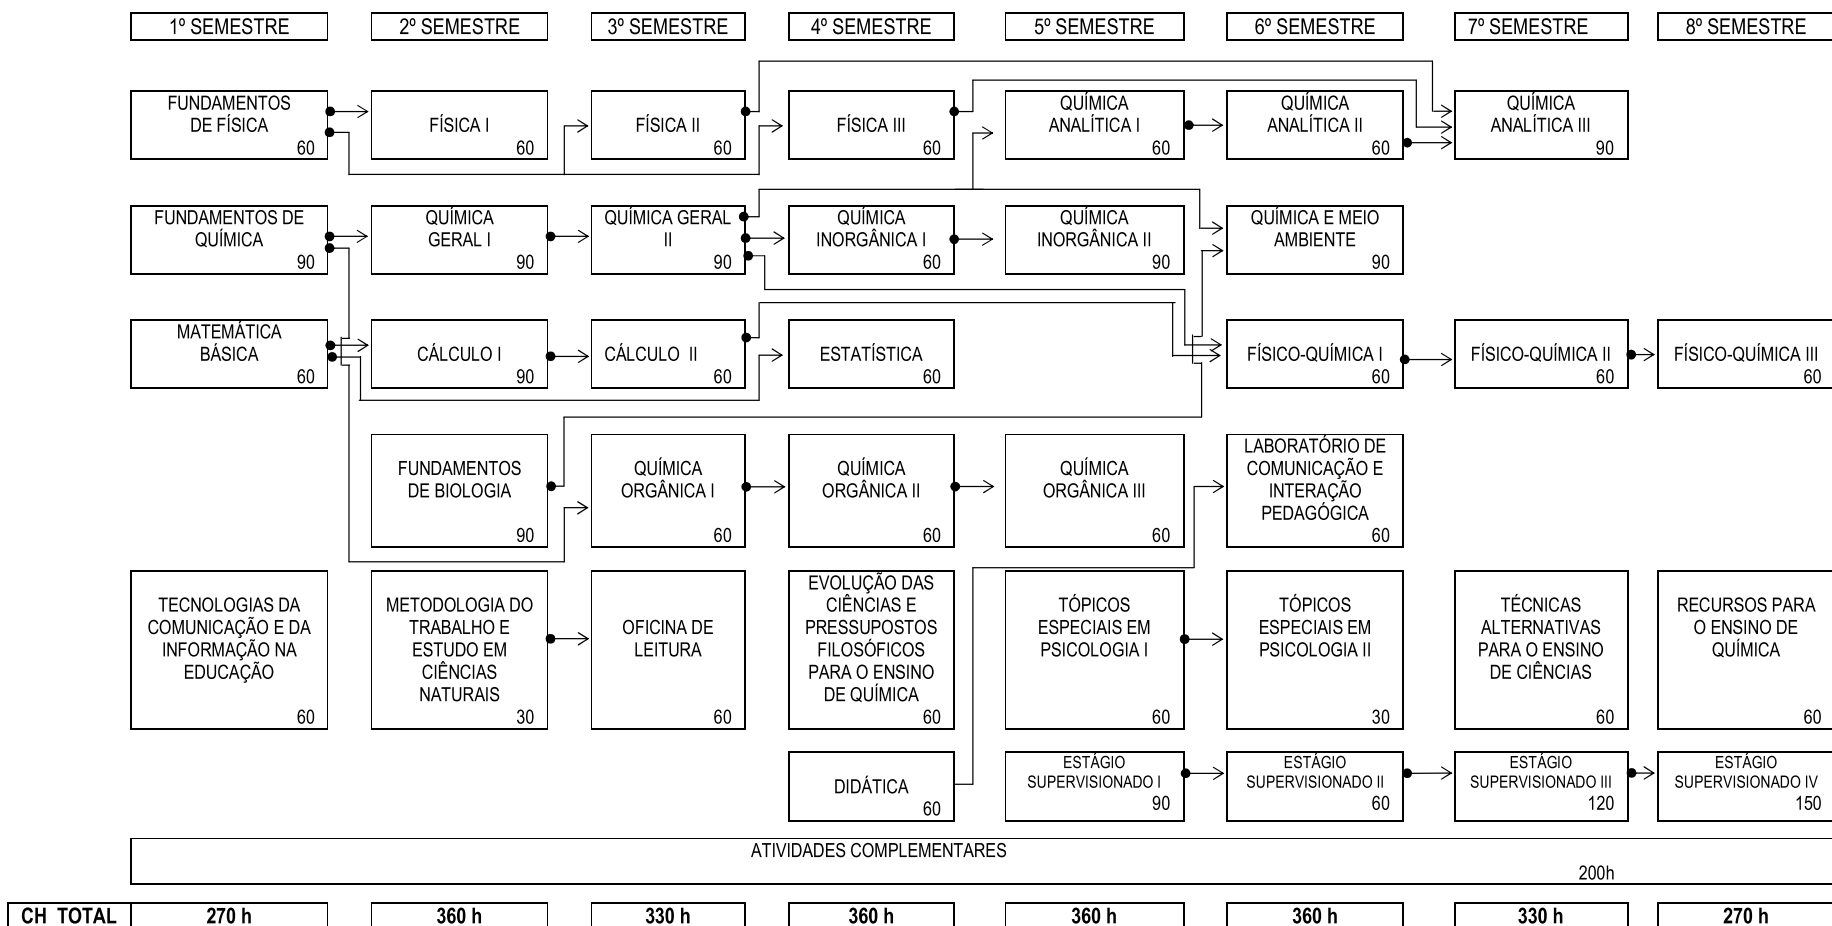 1º SEMESTRE
2º SEMESTRE
3º SEMESTRE
4º SEMESTRE
5º SEMESTRE
6º SEMESTRE
7º SEMESTRE
8º SEMESTRE
FUNDAMENTOS
DE FÍSICA
60
FÍSICA I
60
FÍSICA II
60
FÍSICA III
60
QUÍMICA
ANALÍTICA I
60
QUÍMICA
ANALÍTICA II
60
QUÍMICA
ANALÍTICA III
90
FUNDAMENTOS DE
QUÍMICA
90
QUÍMICA
GERAL I
90
QUÍMICA GERAL
II
90
QUÍMICA
INORGÂNICA I
60
QUÍMICA
INORGÂNICA II
90
QUÍMICA E MEIO
AMBIENTE
90
MATEMÁTICA
BÁSICA
60
CÁLCULO I
90
CÁLCULO II
60
ESTATÍSTICA
60
FÍSICO-QUÍMICA I
60
FÍSICO-QUÍMICA II
60
FÍSICO-QUÍMICA III
60
FUNDAMENTOS
DE BIOLOGIA
90
QUÍMICA
ORGÂNICA I
60
QUÍMICA
ORGÂNICA II
60
QUÍMICA
ORGÂNICA III
60
LABORATÓRIO DE
COMUNICAÇÃO E
INTERAÇÃO
PEDAGÓGICA
60
TECNOLOGIAS DA
COMUNICAÇÃO E DA
INFORMAÇÃO NA
EDUCAÇÃO
60
METODOLOGIA DO
TRABALHO E
ESTUDO EM
CIÊNCIAS
NATURAIS
30
OFICINA DE
LEITURA
60
EVOLUÇÃO DAS
CIÊNCIAS E
PRESSUPOSTOS
FILOSÓFICOS
PARA O ENSINO
DE QUÍMICA
60
TÓPICOS
ESPECIAIS EM
PSICOLOGIA I
60
TÓPICOS
ESPECIAIS EM
PSICOLOGIA II
30
TÉCNICAS
ALTERNATIVAS
PARA O ENSINO
DE CIÊNCIAS
60
RECURSOS PARA
O ENSINO DE
QUÍMICA
60
DIDÁTICA
60
ESTÁGIO
SUPERVISIONADO I
90
ESTÁGIO
SUPERVISIONADO II
60
ESTÁGIO
SUPERVISIONADO III
120
ESTÁGIO
SUPERVISIONADO IV
150
ATIVIDADES COMPLEMENTARES
200h
CH TOTAL
270 h
360 h
330 h
360 h
360 h
360 h
330 h
270 h